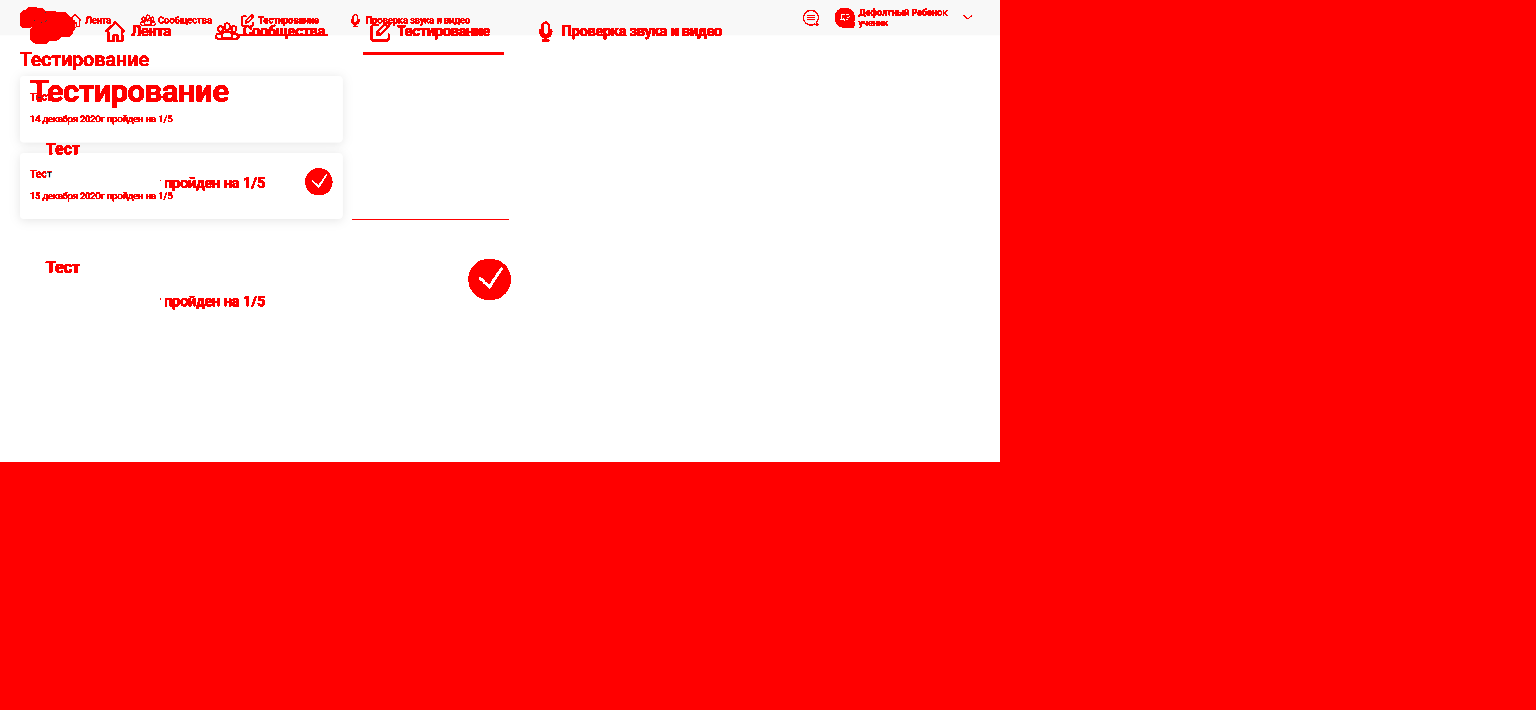 Лента Сообщества Тестирование Проверка звука и видео Дефолтный Ребенок
ученик
Лента Сообщества Тестирование Проверка звука и видео
Тестирование
Тестирование
Тест
14 декабря 2020г пройден на 1/5
Тест
Тест
пройден на 1/5
15 декабря 2020г пройден на 1/5
Тест
пройден на 1/5